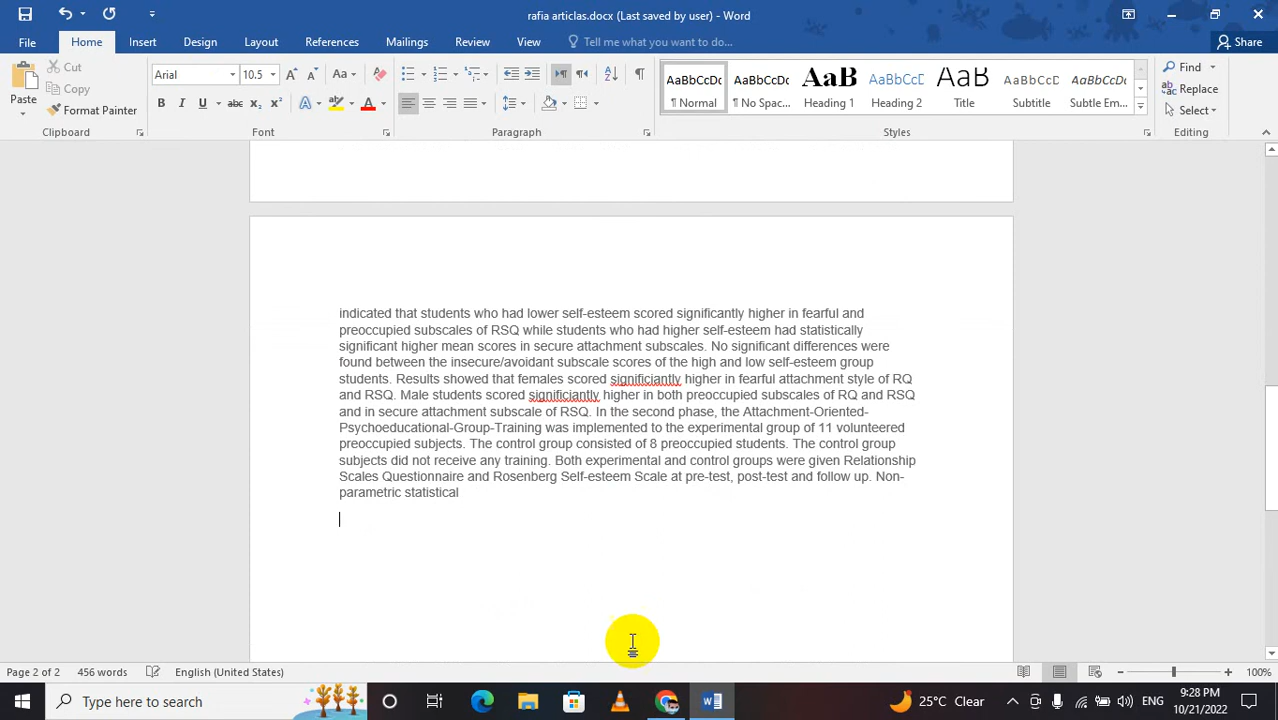 rafia articlas.docx (Last saved by user) - Word
File Home Insert Design Layout References Mailings Review View Tell me what you want to do... Share
Paste Cut Copy Format Painter
Arial 10.5
AaBbCcDc AaBbCcDc AaB AaBbCcD AaB AaBbCcD AaBbCcDc
¶ Normal ¶ No Spac... Heading 1 Heading 2 Title Subtitle Subtle Em...
Find Replace Select
Clipboard Font Paragraph Styles Editing
indicated that students who had lower self-esteem scored significantly higher in fearful and
preoccupied subscales of RSQ while students who had higher self-esteem had statistically
significant higher mean scores in secure attachment subscales. No significant differences were
found between the insecure/avoidant subscale scores of the high and low self-esteem group
students. Results showed that females scored significiantly higher in fearful attachment style of RQ
and RSQ. Male students scored significiantly higher in both preoccupied subscales of RQ and RSQ
and in secure attachment subscale of RSQ. In the second phase, the Attachment-Oriented-
Psychoeducational-Group-Training was implemented to the experimental group of 11 volunteered
preoccupied subjects. The control group consisted of 8 preoccupied students. The control group
subjects did not receive any training. Both experimental and control groups were given Relationship
Scales Questionnaire and Rosenberg Self-esteem Scale at pre-test, post-test and follow up. Non-
parametric statistical
Page 2 of 2 456 words English (United States) 100%
Type here to search 25°C Clear ENG 9:28 PM
10/21/2022